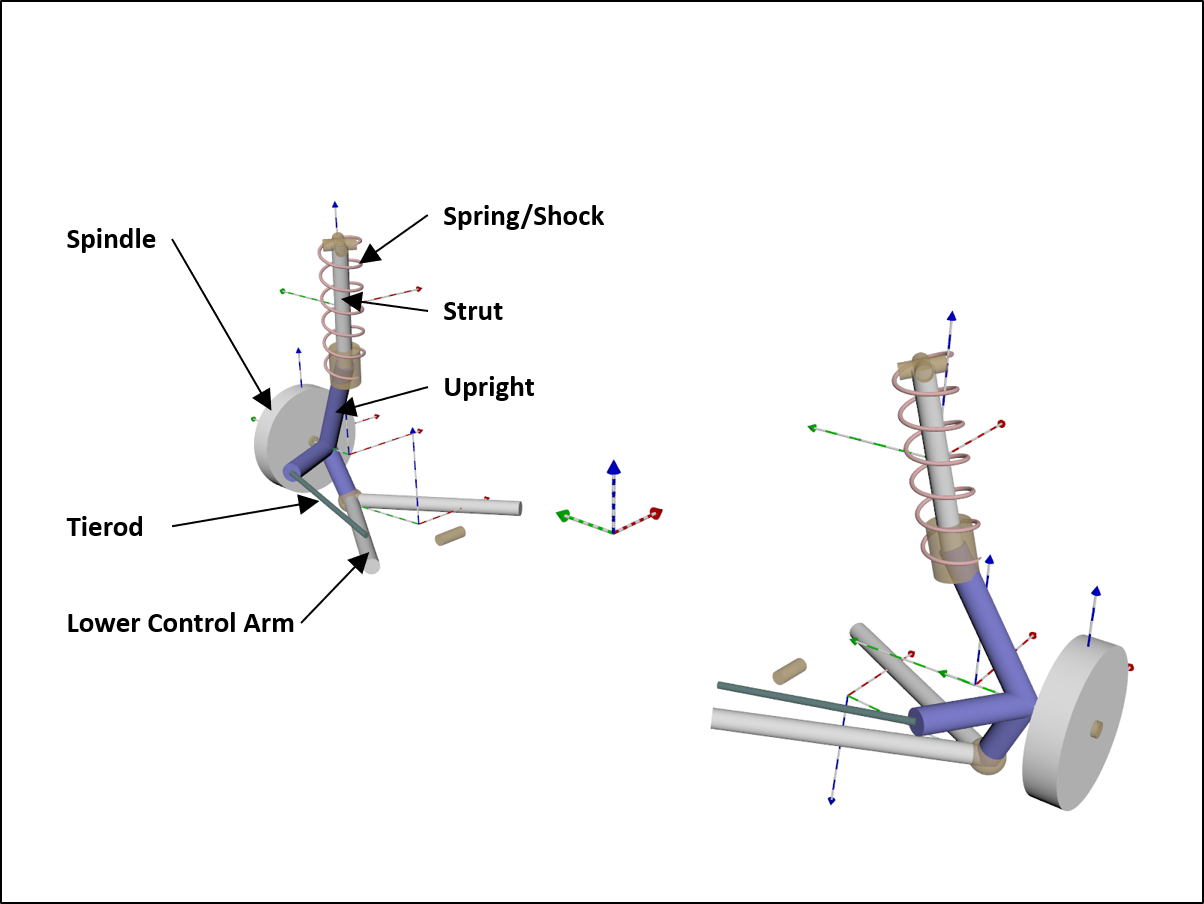 Spring/Shock
Spindle
Strut
Upright
Tierod
Lower Control Arm